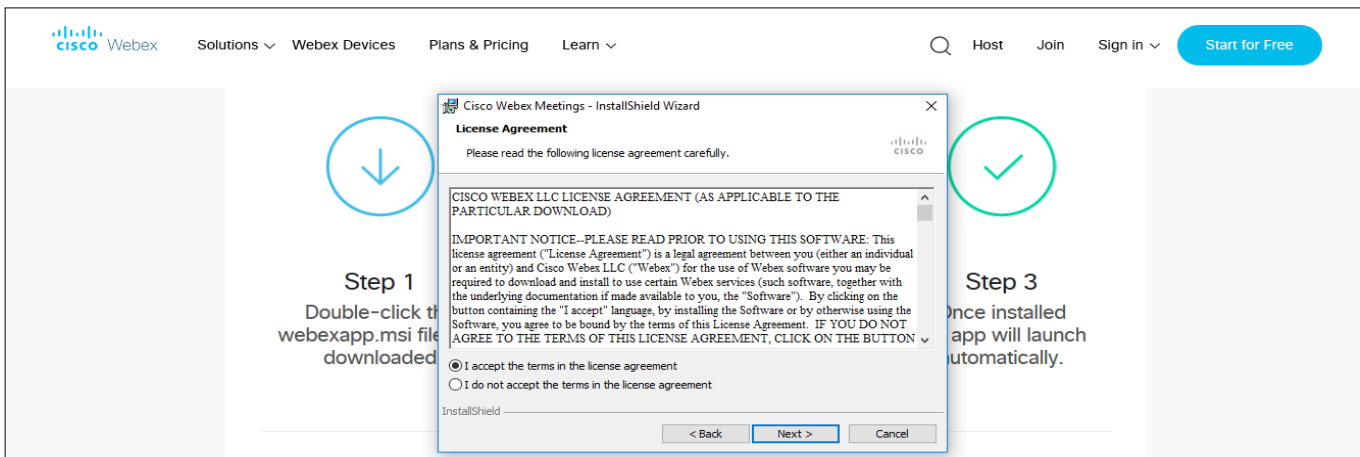 CISCO Webex Solutions Webex Devices Plans & Pricing Learn Host Join Sign in Start for Free
Cisco Webex Meetings - InstallShield Wizard
License Agreement
Please read the following license agreement carefully.
CISCO
CISCO WEBEX LLC LICENSE AGREEMENT (AS APPLICABLE TO THE
PARTICULAR DOWNLOAD)
IMPORTANT NOTICE--PLEASE READ PRIOR TO USING THIS SOFTWARE: This
license agreement ("License Agreement") is a legal agreement between you (either an individual
or an entity) and Cisco Webex LLC ("Webex") for the use of Webex software you may be
required to download and install to use certain Webex services (such software, together with
the underlying documentation if made available to you, the "Software"). By clicking on the
button containing the "I accept" language, by installing the Software or by otherwise using the
Software, you agree to be bound by the terms of this License Agreement. IF YOU DO NOT
AGREE TO THE TERMS OF THIS LICENSE AGREEMENT, CLICK ON THE BUTTON
I accept the terms in the license agreement
I do not accept the terms in the license agreement
InstallShield
< Back Next > Cancel
Step 1
Double-click
webexapp.msi file
downloaded
Step 3
installed
app will launch